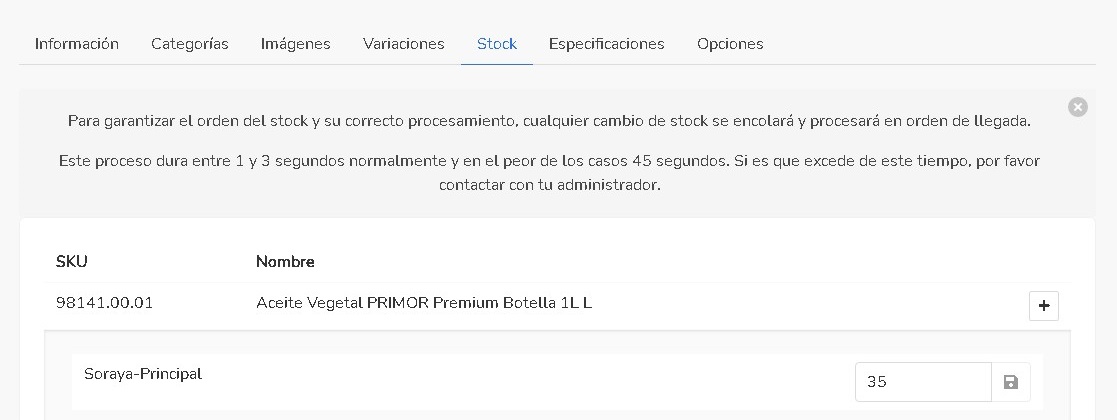 Información Categorías Imágenes Variaciones Stock Especificaciones Opciones
Para garantizar el orden del stock y su correcto procesamiento, cualquier cambio de stock se encolará y procesará en orden de llegada.
Este proceso dura entre 1 y 3 segundos normalmente y en el peor de los casos 45 segundos. Si es que excede de este tiempo, por favor
contactar con tu administrador.
SKU Nombre
98141.00.01 Aceite Vegetal PRIMOR Premium Botella 1L L
Soraya-Principal 35